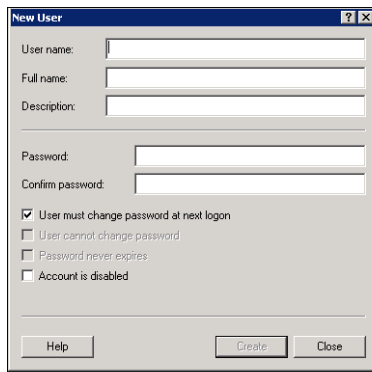 New User
User name:
Full name:
Description:
Password:
Confirm password:
User must change password at next logon
User cannot change password
Password never expires
Account is disabled
Help Create Close